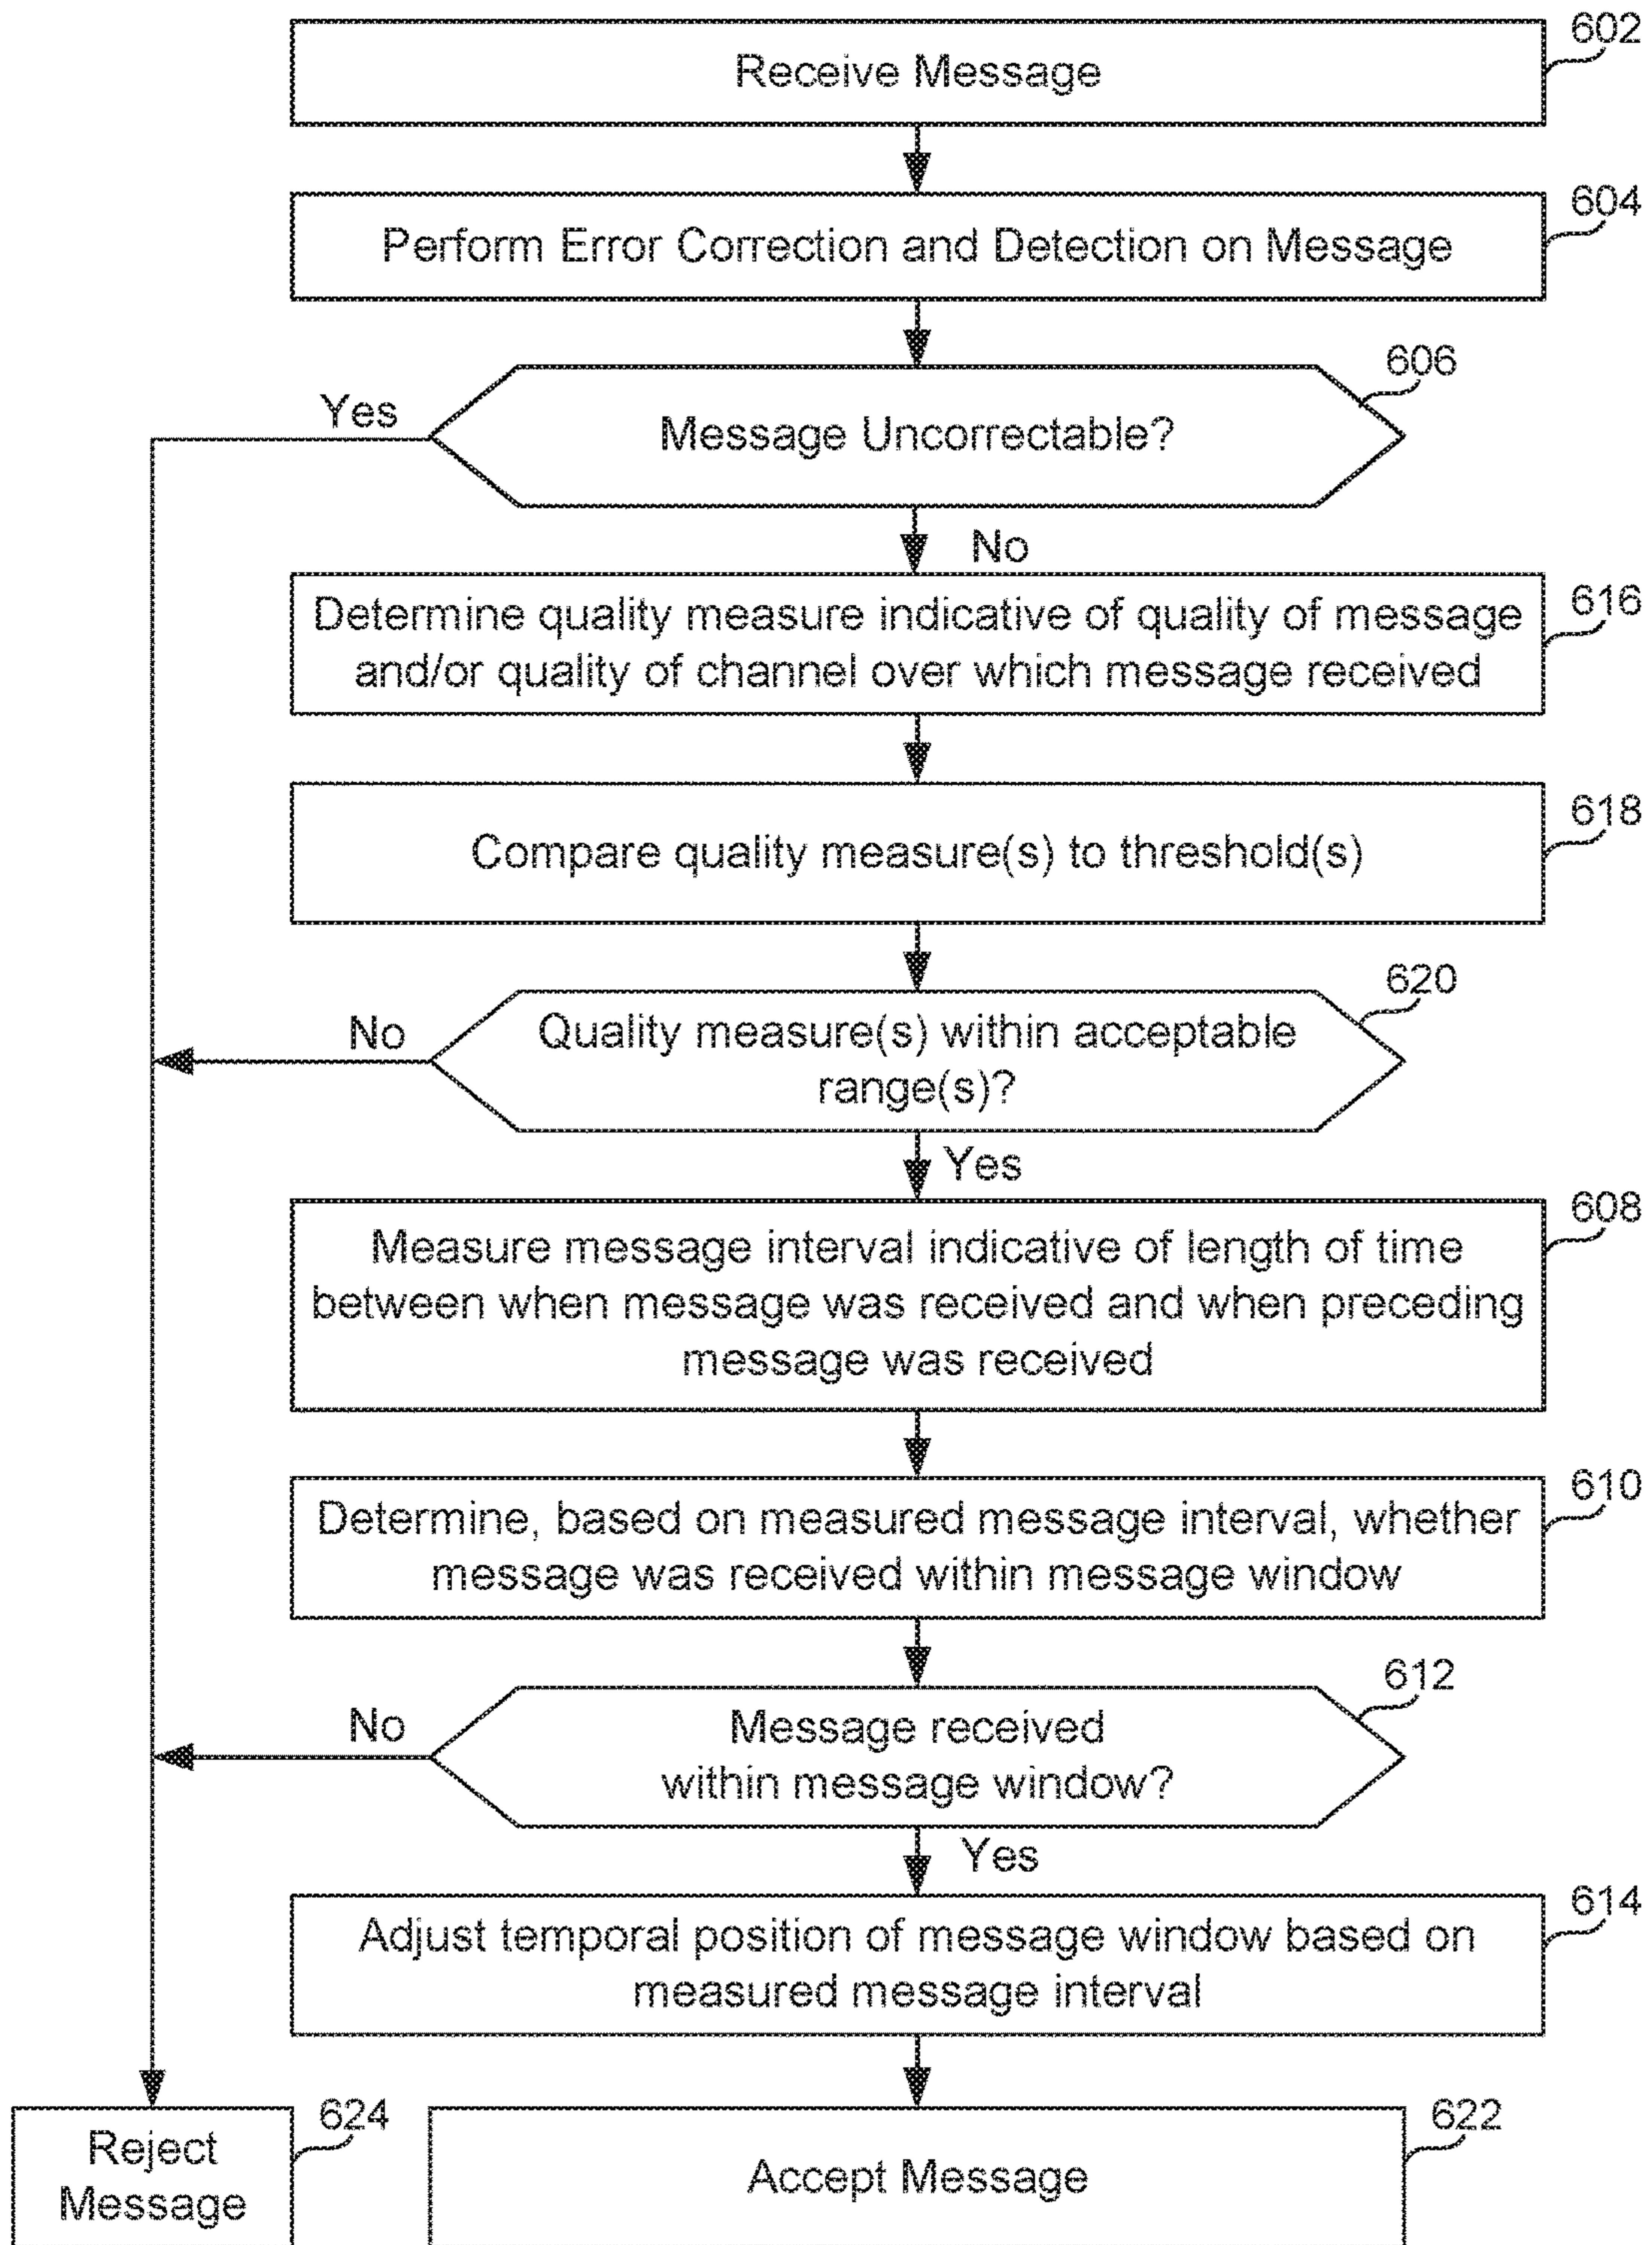 602
Receive Message
604
Perform Error Correction and Detection on Message
606
Yes
Message Uncorrectable?
No
616
Determine quality measure indicative of quality of message
and/or quality of channel over which message received
618
Compare quality measure(s) to threshold(s)
620
No
Quality measure(s) within acceptable
range(s)?
Yes
608
Measure message interval indicative of length of time
between when message was received and when preceding
message was received
610
Determine, based on measured message interval, whether
message was received within message window
612
No
Message received
within message window?
Yes
614
Adjust temporal position of message window based on
measured message interval
624
Reject
Message
622
Accept Message